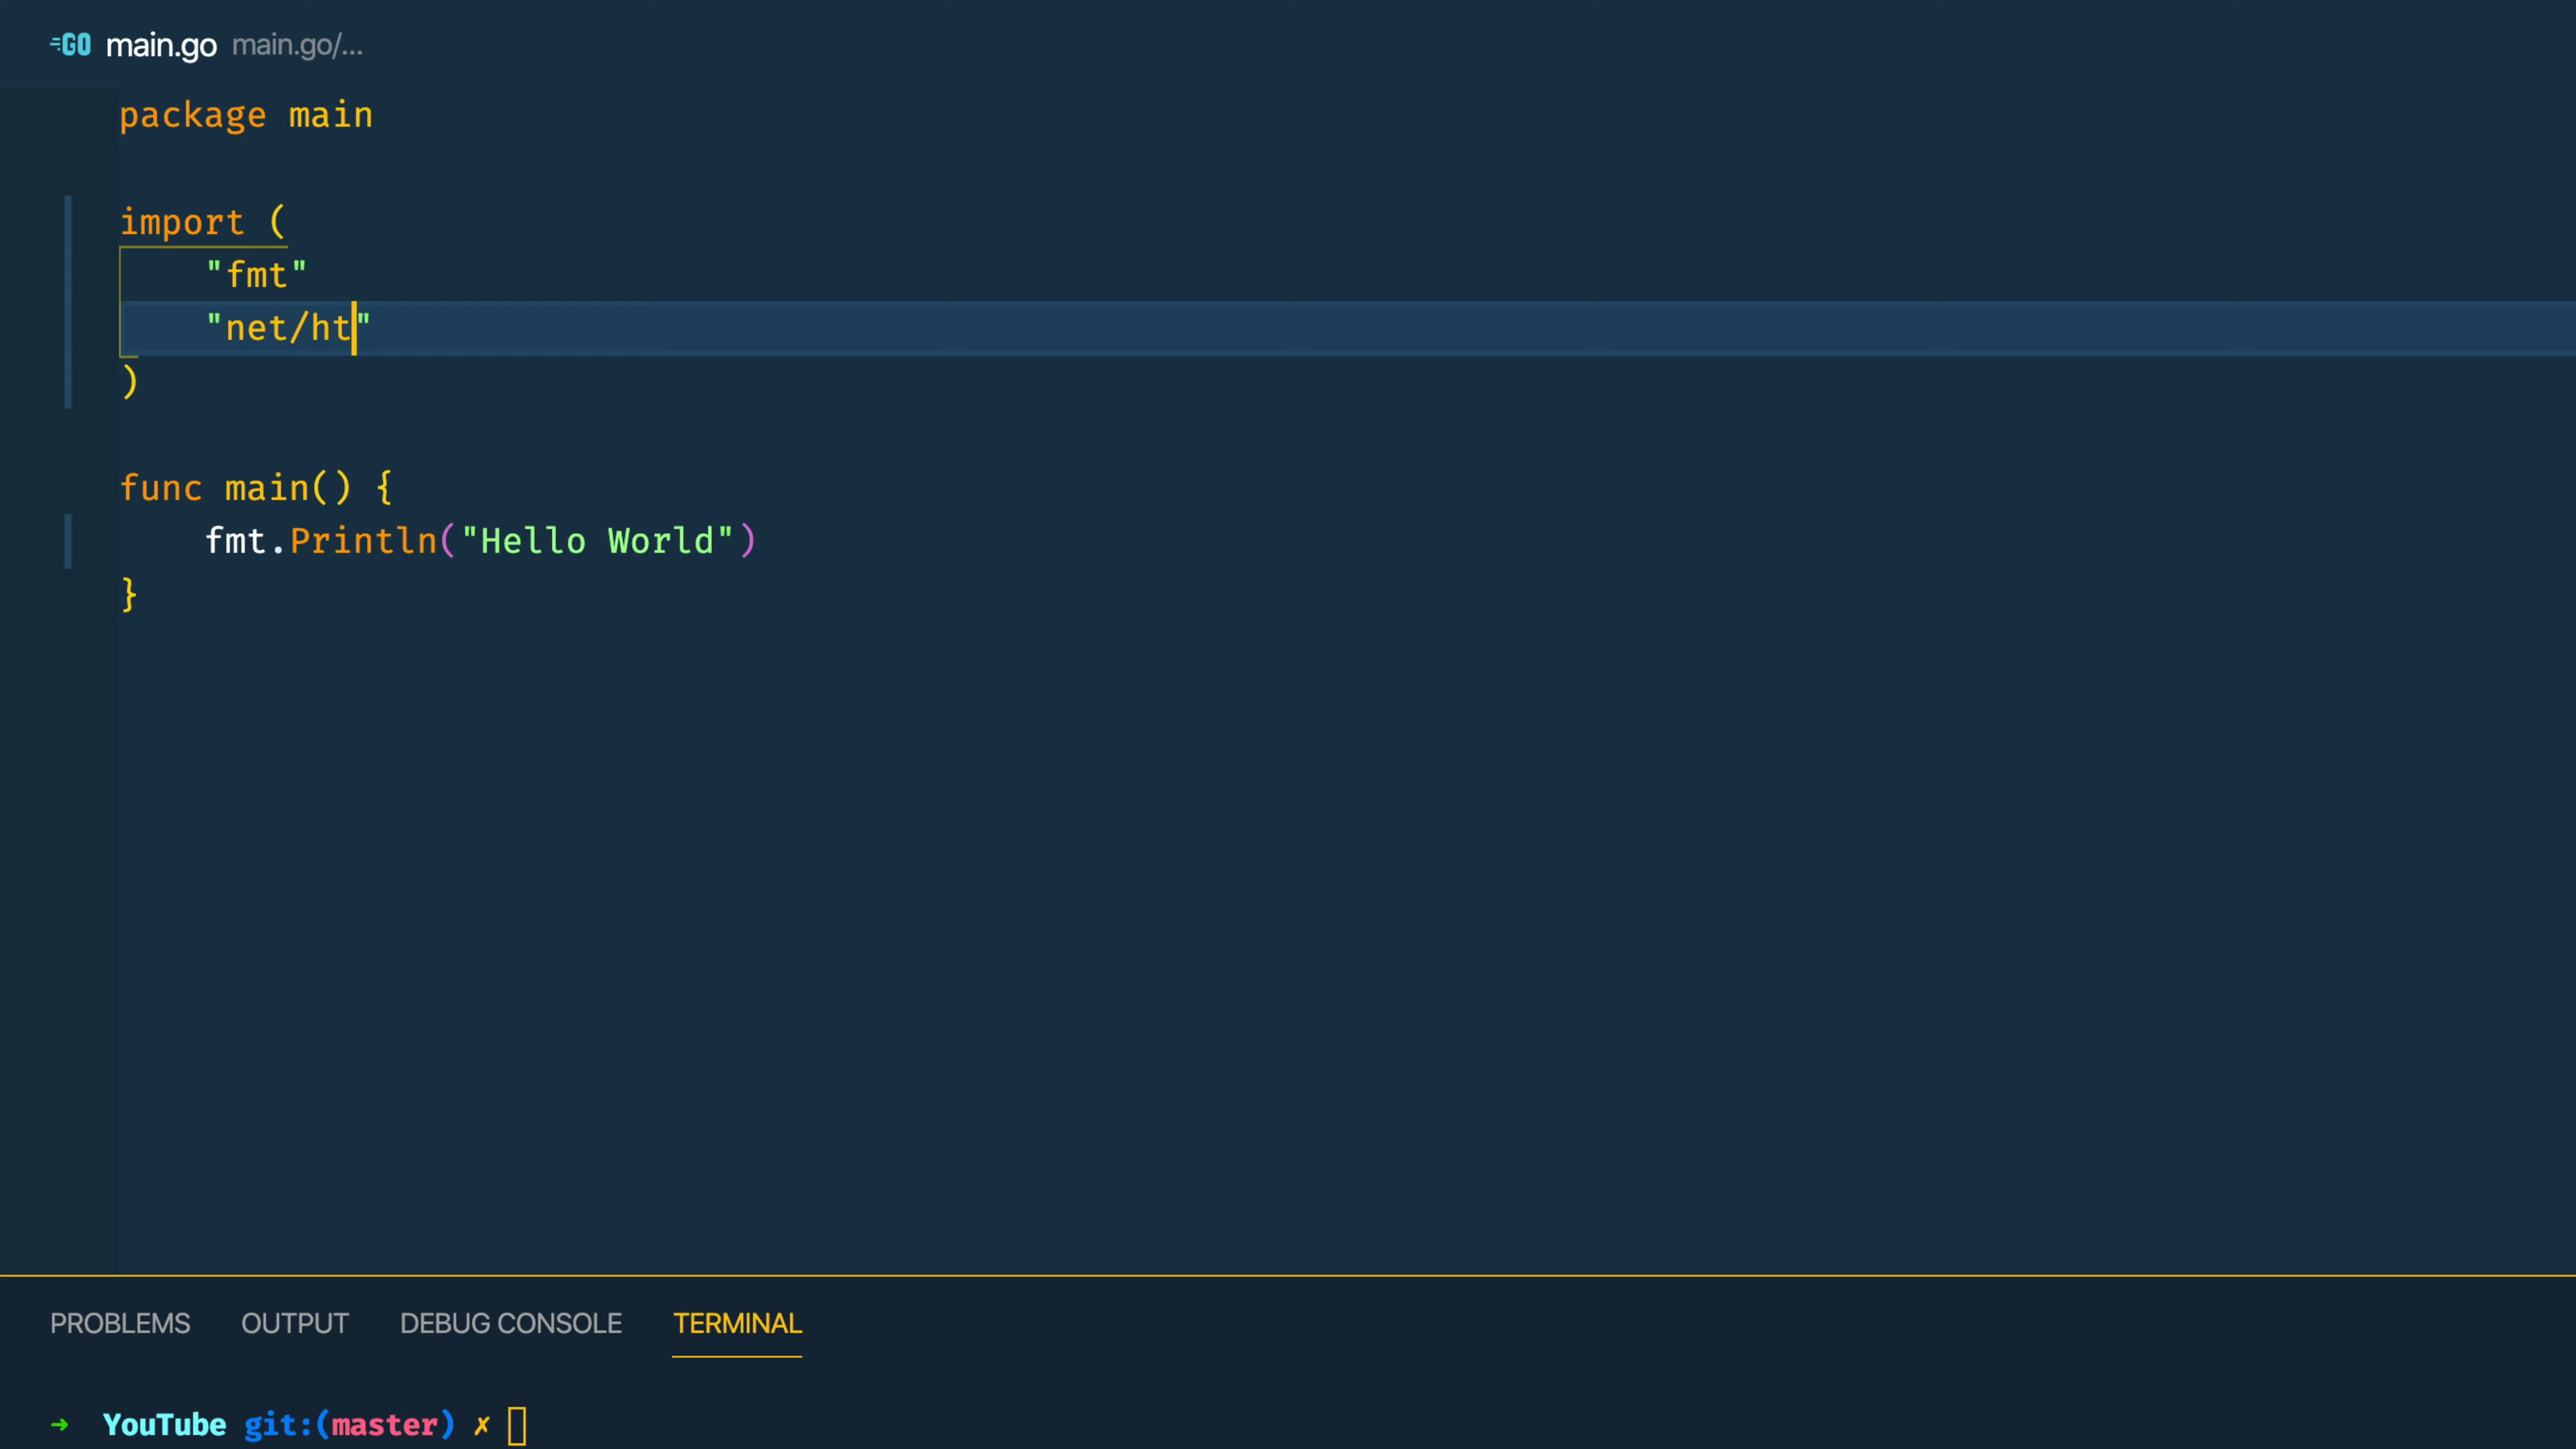 GO main.go main.go/...
package main
import (
"fmt"
"net/ht"
)
func main() {
fmt.Println("Hello World")
}
PROBLEMS OUTPUT DEBUG CONSOLE TERMINAL
➜ YouTube git:(master) ✗